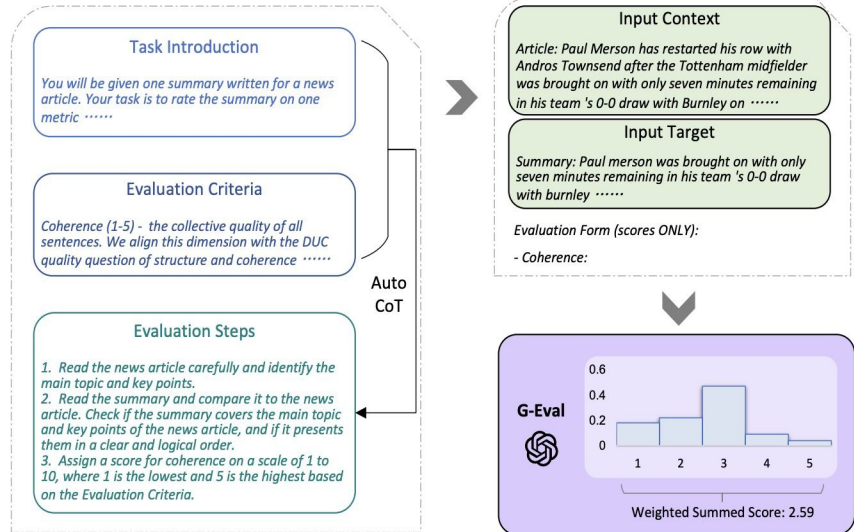 Task Introduction
You will be given one summary written for a news
article. Your task is to rate the summary on one
metric ······
Evaluation Criteria
Coherence (1-5) - the collective quality of all
sentences. We align this dimension with the DUC
quality question of structure and coherence ······
Auto
CoT
Evaluation Steps
1. Read the news article carefully and identify the
main topic and key points.
2. Read the summary and compare it to the news
article. Check if the summary covers the main topic
and key points of the news article, and if it presents
them in a clear and logical order.
3. Assign a score for coherence on a scale of 1 to
10, where 1 is the lowest and 5 is the highest based
on the Evaluation Criteria.
Input Context
Article: Paul Merson has restarted his row with
Andros Townsend after the Tottenham midfielder
was brought on with only seven minutes remaining
in his team 's 0-0 draw with Burnley on ······
Input Target
Summary: Paul merson was brought on with only
seven minutes remaining in his team 's 0-0 draw
with burnley ······
Evaluation Form (scores ONLY):
- Coherence:
G-Eval
0.6
0.4
0.2
0
1 2 3 4 5
Weighted Summed Score: 2.59